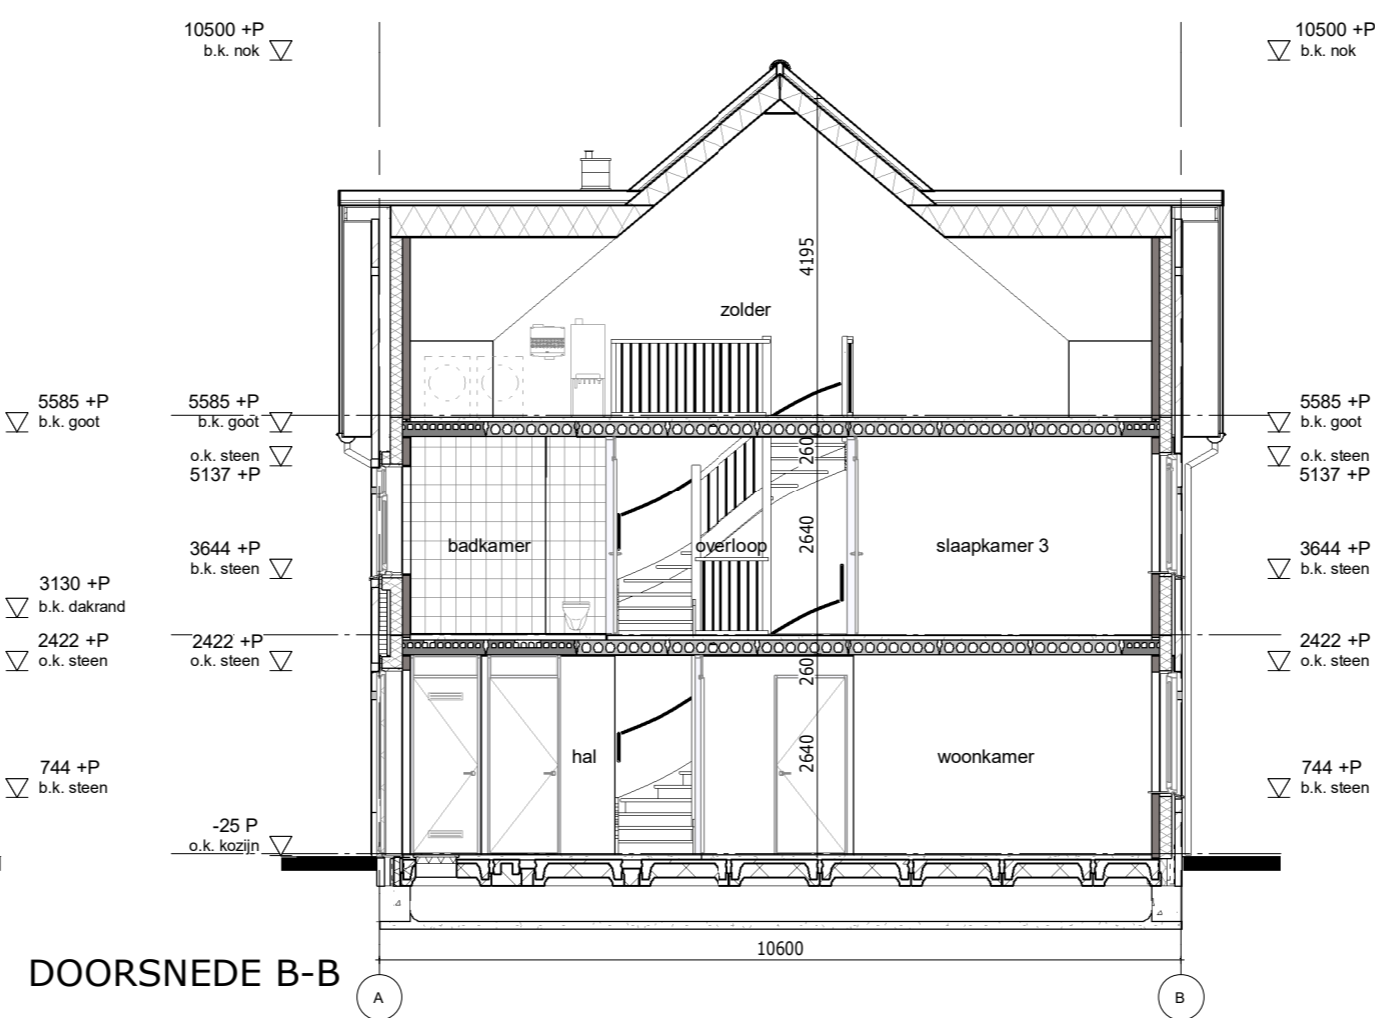 10500 +P
b.k. nok
10500 +P
b.k. nok
4195
zolder
5585 +P
b.k. goot
5585 +P
b.k. goot
5585 +P
b.k. goot
o.k. steen
5137 +P
260
o.k. steen
5137 +P
3644 +P
b.k. steen
badkamer
overloop
2640
slaapkamer 3
3644 +P
b.k. steen
3130 +P
b.k. dakrand
2422 +P
o.k. steen
2422 +P
o.k. steen
260
2422 +P
o.k. steen
hal
2640
woonkamer
744 +P
b.k. steen
744 +P
b.k. steen
-25 P
o.k. kozijn
10600
DOORSNEDE B-B
A
B